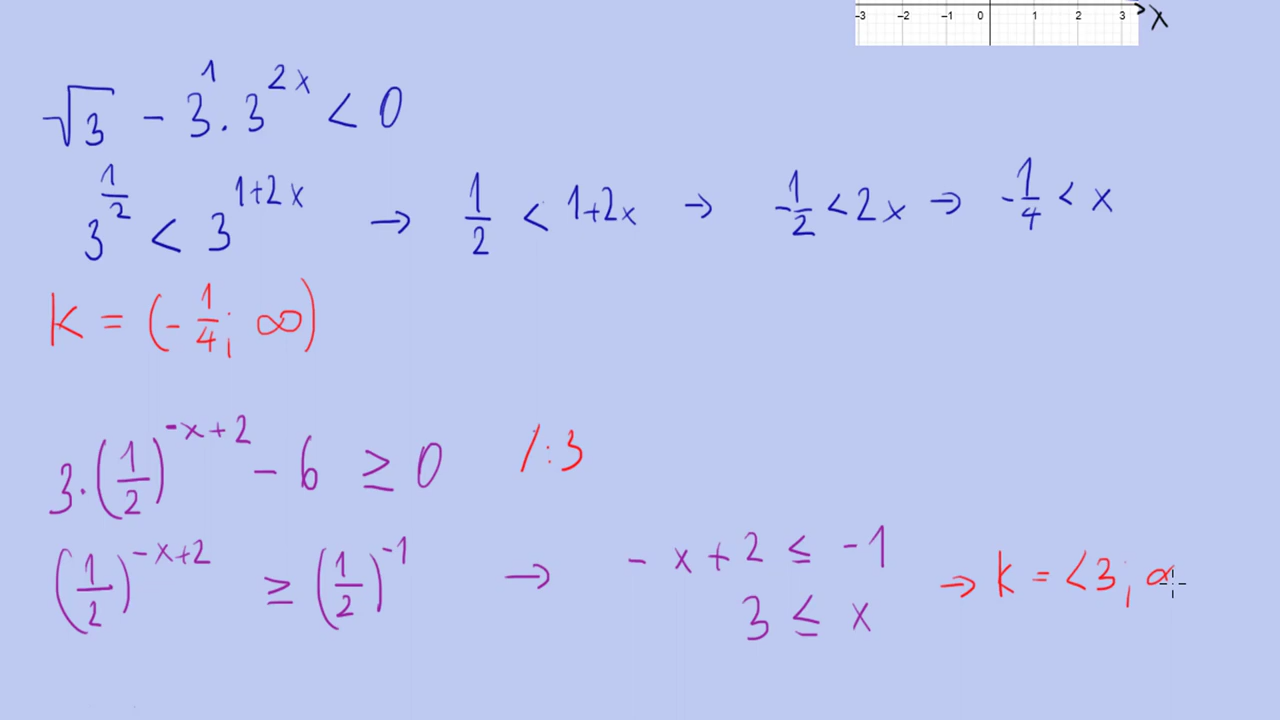 -3 -2 -1 0 1 2 3 x
√3 - 3¹ · 3^(2x) < 0
3^(1/2) < 3^(1+2x) → 1/2 < 1+2x → -1/2 < 2x → -1/4 < x
K = (-1/4; ∞)
3·(1/2)^(-x+2) - 6 ≥ 0 /:3
(1/2)^(-x+2) ≥ (1/2)^(-1) → -x+2 ≤ -1
3 ≤ x → K = <3; ∞